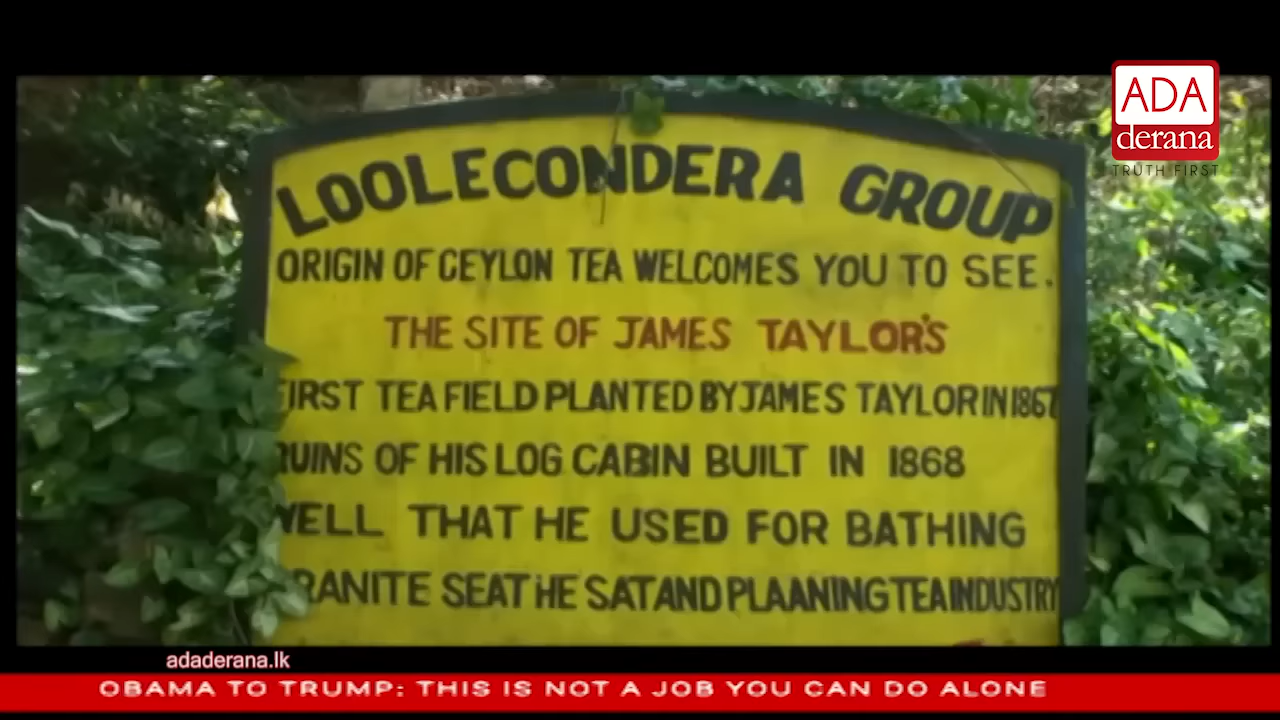 ADA
derana
TRUTH FIRST
LOOLECONDERA GROUP
ORIGIN OF CEYLON TEA WELCOMES YOU TO SEE.
THE SITE OF JAMES TAYLOR'S
FIRST TEA FIELD PLANTED BY JAMES TAYLOR IN 1867
RUINS OF HIS LOG CABIN BUILT IN 1868
WELL THAT HE USED FOR BATHING
GRANITE SEAT HE SAT AND PLAANING TEA INDUSTRY
adaderana.lk
OBAMA TO TRUMP: THIS IS NOT A JOB YOU CAN DO ALONE